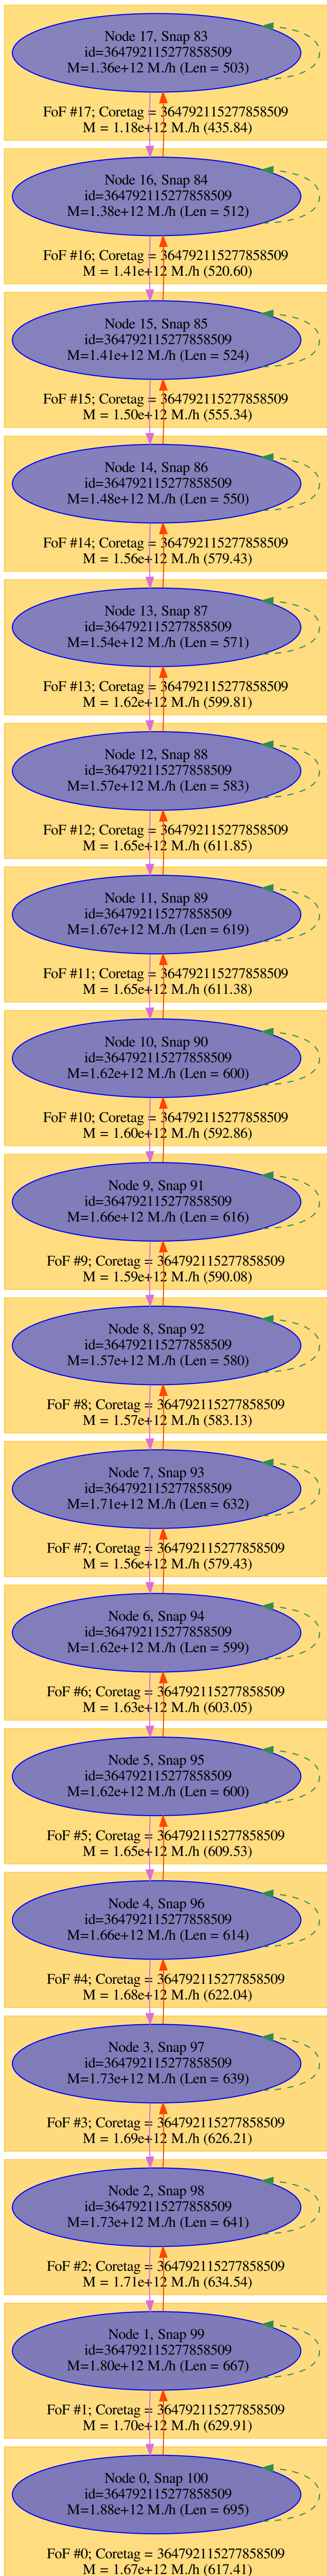 Node 17, Snap 83
id=364792115277858509
M=1.36e+12 M./h (Len = 503)
FoF #17; Coretag = 364792115277858509
M = 1.18e+12 M./h (435.84)
Node 16, Snap 84
id=364792115277858509
M=1.38e+12 M./h (Len = 512)
FoF #16; Coretag = 364792115277858509
M = 1.41e+12 M./h (520.60)
Node 15, Snap 85
id=364792115277858509
M=1.41e+12 M./h (Len = 524)
FoF #15; Coretag = 364792115277858509
M = 1.50e+12 M./h (555.34)
Node 14, Snap 86
id=364792115277858509
M=1.48e+12 M./h (Len = 550)
FoF #14; Coretag = 364792115277858509
M = 1.56e+12 M./h (579.43)
Node 13, Snap 87
id=364792115277858509
M=1.54e+12 M./h (Len = 571)
FoF #13; Coretag = 364792115277858509
M = 1.62e+12 M./h (599.81)
Node 12, Snap 88
id=364792115277858509
M=1.57e+12 M./h (Len = 583)
FoF #12; Coretag = 364792115277858509
M = 1.65e+12 M./h (611.85)
Node 11, Snap 89
id=364792115277858509
M=1.67e+12 M./h (Len = 619)
FoF #11; Coretag = 364792115277858509
M = 1.65e+12 M./h (611.38)
Node 10, Snap 90
id=364792115277858509
M=1.62e+12 M./h (Len = 600)
FoF #10; Coretag = 364792115277858509
M = 1.60e+12 M./h (592.86)
Node 9, Snap 91
id=364792115277858509
M=1.66e+12 M./h (Len = 616)
FoF #9; Coretag = 364792115277858509
M = 1.59e+12 M./h (590.08)
Node 8, Snap 92
id=364792115277858509
M=1.57e+12 M./h (Len = 580)
FoF #8; Coretag = 364792115277858509
M = 1.57e+12 M./h (583.13)
Node 7, Snap 93
id=364792115277858509
M=1.71e+12 M./h (Len = 632)
FoF #7; Coretag = 364792115277858509
M = 1.56e+12 M./h (579.43)
Node 6, Snap 94
id=364792115277858509
M=1.62e+12 M./h (Len = 599)
FoF #6; Coretag = 364792115277858509
M = 1.63e+12 M./h (603.05)
Node 5, Snap 95
id=364792115277858509
M=1.62e+12 M./h (Len = 600)
FoF #5; Coretag = 364792115277858509
M = 1.65e+12 M./h (609.53)
Node 4, Snap 96
id=364792115277858509
M=1.66e+12 M./h (Len = 614)
FoF #4; Coretag = 364792115277858509
M = 1.68e+12 M./h (622.04)
Node 3, Snap 97
id=364792115277858509
M=1.73e+12 M./h (Len = 639)
FoF #3; Coretag = 364792115277858509
M = 1.69e+12 M./h (626.21)
Node 2, Snap 98
id=364792115277858509
M=1.73e+12 M./h (Len = 641)
FoF #2; Coretag = 364792115277858509
M = 1.71e+12 M./h (634.54)
Node 1, Snap 99
id=364792115277858509
M=1.80e+12 M./h (Len = 667)
FoF #1; Coretag = 364792115277858509
M = 1.70e+12 M./h (629.91)
Node 0, Snap 100
id=364792115277858509
M=1.88e+12 M./h (Len = 695)
FoF #0; Coretag = 364792115277858509
M = 1.67e+12 M./h (617.41)